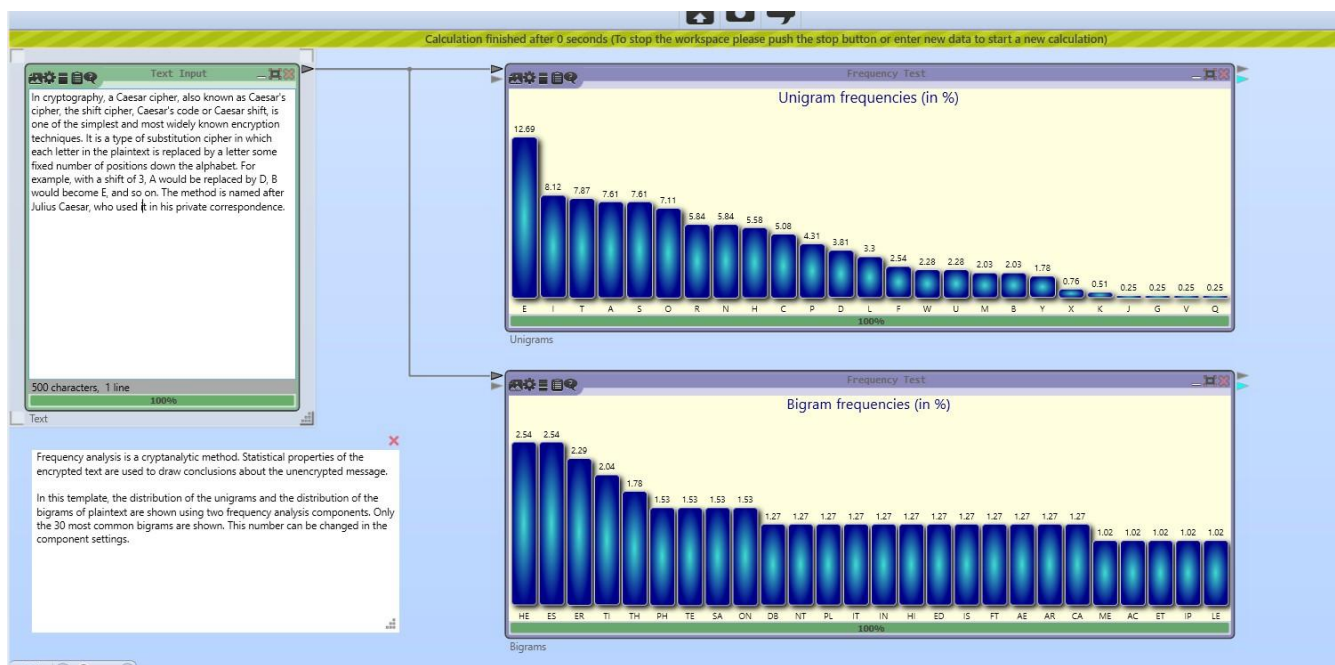 Calculation finished after 0 seconds (To stop the workspace please push the stop button or enter new data to start a new calculation)
Text Input
In cryptography, a Caesar cipher, also known as Caesar's
cipher, the shift cipher, Caesar's code or Caesar shift, is
one of the simplest and most widely known encryption
techniques. It is a type of substitution cipher in which
each letter in the plaintext is replaced by a letter some
fixed number of positions down the alphabet. For
example, with a shift of 3, A would be replaced by D, B
would become E, and so on. The method is named after
Julius Caesar, who used it in his private correspondence.
500 characters, 1 line
100%
Text
Frequency analysis is a cryptanalytic method. Statistical properties of the
encrypted text are used to draw conclusions about the unencrypted message.
In this template, the distribution of the unigrams and the distribution of the
bigrams of plaintext are shown using two frequency analysis components. Only
the 30 most common bigrams are shown. This number can be changed in the
component settings.
Frequency Test
Unigram frequencies (in %)
12.69 8.12 7.87 7.61 7.61 7.11 5.84 5.84 5.58 5.08 4.31 3.81 3.3 2.54 2.28 2.28 2.03 2.03 1.78 0.76 0.51 0.25 0.25 0.25 0.25
E I T A S O R N H C P D L F W U M B Y X K J G V Q
100%
Unigrams
Frequency Test
Bigram frequencies (in %)
2.54 2.54 2.29 2.04 1.78 1.53 1.53 1.53 1.53 1.27 1.27 1.27 1.27 1.27 1.27 1.27 1.27 1.27 1.27 1.27 1.27 1.02 1.02 1.02 1.02 1.02
HE ES ER TI TH PH TE SA ON DB NT PL IT IN HI ED IS FT AE AR CA ME AC ET IP LE
100%
Bigrams